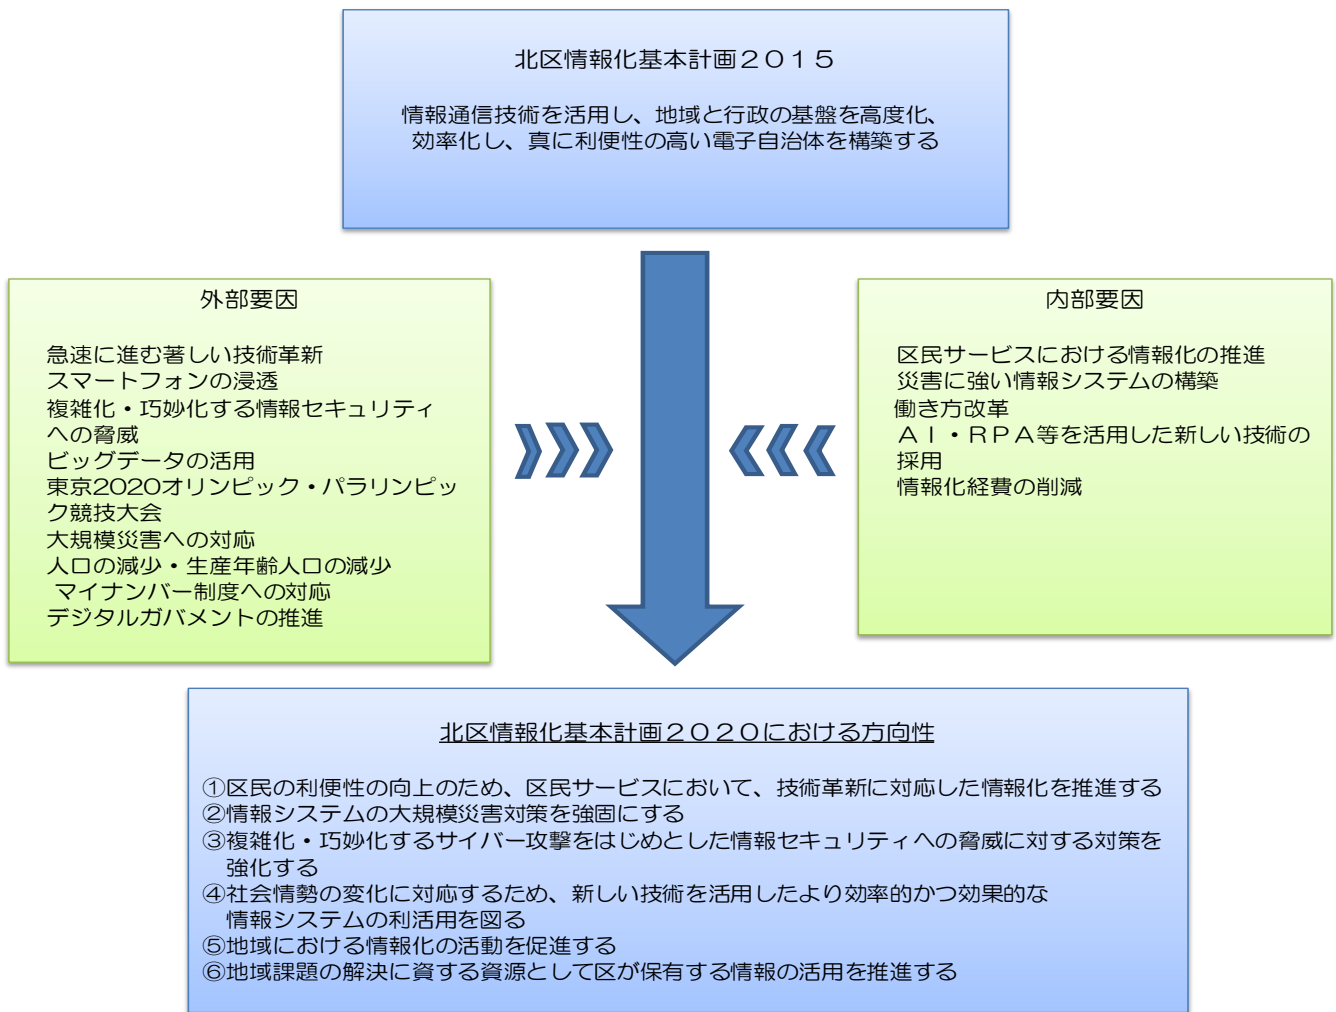 北区情報化基本計画２０１５
情報通信技術を活用し、地域と行政の基盤を高度化、
効率化し、真に利便性の高い電子自治体を構築する
外部要因
急速に進む著しい技術革新
スマートフォンの浸透
複雑化・巧妙化する情報セキュリティ
への脅威
ビッグデータの活用
東京2020オリンピック・パラリンピッ
ク競技大会
大規模災害への対応
人口の減少・生産年齢人口の減少
マイナンバー制度への対応
デジタルガバメントの推進
内部要因
区民サービスにおける情報化の推進
災害に強い情報システムの構築
働き方改革
ＡＩ・ＲＰＡ等を活用した新しい技術の
採用
情報化経費の削減
北区情報化基本計画２０２０における方向性
①区民の利便性の向上のため、区民サービスにおいて、技術革新に対応した情報化を推進する
②情報システムの大規模災害対策を強固にする
③複雑化・巧妙化するサイバー攻撃をはじめとした情報セキュリティへの脅威に対する対策を
強化する
④社会情勢の変化に対応するため、新しい技術を活用したより効率的かつ効果的な
情報システムの利活用を図る
⑤地域における情報化の活動を促進する
⑥地域課題の解決に資する資源として区が保有する情報の活用を推進する